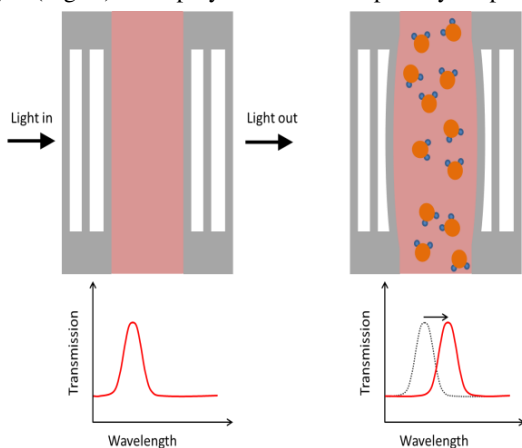 Light in
Light out
Transmission
Wavelength
Transmission
Wavelength